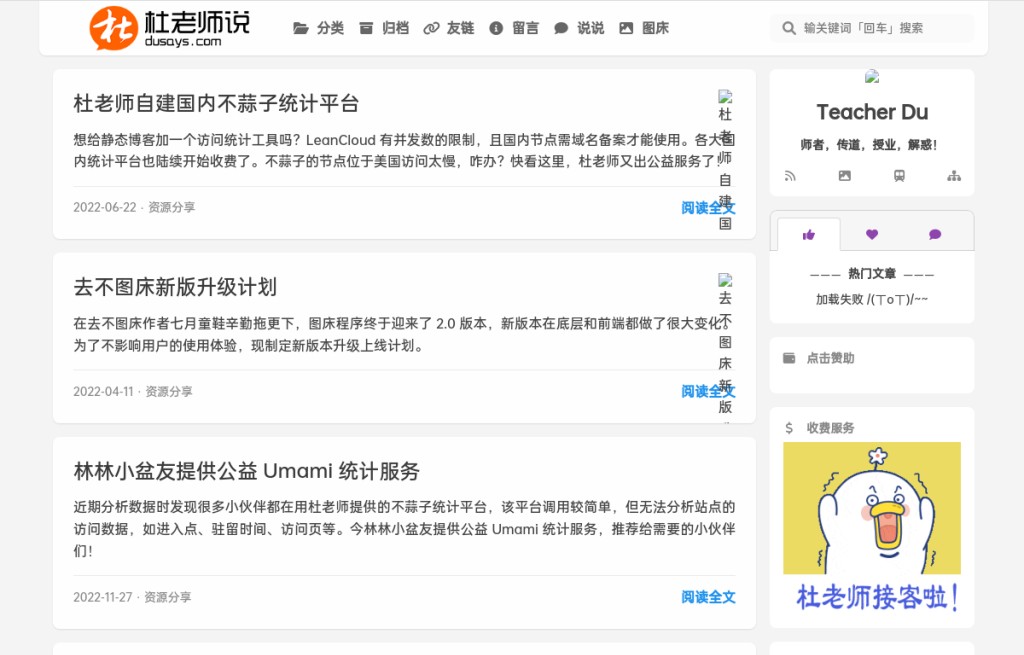 杜老师说
dusays.com
分类 归档 友链 留言 说说 图床
输关键词「回车」搜索
杜老师自建国内不蒜子统计平台
想给静态博客加一个访问统计工具吗？LeanCloud 有并发数的限制，且国内节点需域名备案才能使用。各大国
内统计平台也陆续开始收费了。不蒜子的节点位于美国访问太慢，咋办？快看这里，杜老师又出公益服务了！
杜
老
师
自
建
国
2022-06-22 · 资源分享
阅读全文
去不图床新版升级计划
在去不图床作者七月童鞋辛勤拖更下，图床程序终于迎来了 2.0 版本，新版本在底层和前端都做了很大变化。
为了不影响用户的使用体验，现制定新版本升级上线计划。
去
不
图
床
新
版
2022-04-11 · 资源分享
阅读全文
林林小盆友提供公益 Umami 统计服务
近期分析数据时发现很多小伙伴都在用杜老师提供的不蒜子统计平台，该平台调用较简单，但无法分析站点的
访问数据，如进入点、驻留时间、访问页等。今林林小盆友提供公益 Umami 统计服务，推荐给需要的小伙伴
们！
2022-11-27 · 资源分享
阅读全文
Teacher Du
师者，传道，授业，解惑！
——— 热门文章 ———
加载失败 /(ㄒoㄒ)/~~
点击赞助
收费服务
杜老师接客啦！